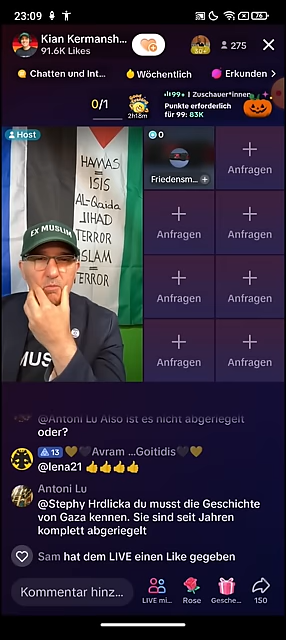 23:09
76
Kian Kermansh...
91.6K Likes
275
Chatten und Int...
Wöchentlich
Erkunden
0/1
2h18m
99+ | Zuschauer*innen
Punkte erforderlich
für 99: 83K
Host
HAMAS
=
ISIS
AL-Qaida
JIHAD
TERROR
ISLAM
=
TERROR
EX MUSLIM
MUS
0
Friedensm...
Anfragen
Anfragen
Anfragen
Anfragen
Anfragen
Anfragen
Anfragen
@Antoni Lu Also ist es nicht abgeriegelt
oder?
13 Avram ...Goitidis
@lena21
Antoni Lu
@Stephy Hrdlicka du musst die Geschichte
von Gaza kennen. Sie sind seit Jahren
komplett abgeriegelt
Sam hat dem LIVE einen Like gegeben
Kommentar hinz...
LIVE mi...
Rose
Gesche...
150